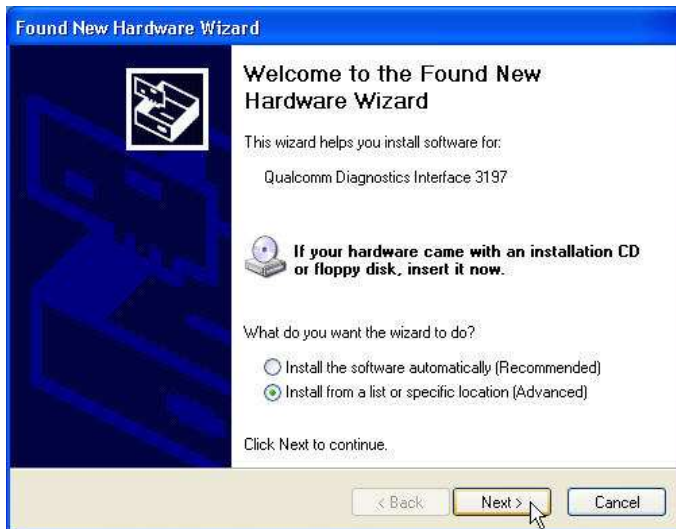 Found New Hardware Wizard
Welcome to the Found New
Hardware Wizard
This wizard helps you install software for:
Qualcomm Diagnostics Interface 3197
If your hardware came with an installation CD
or floppy disk, insert it now.
What do you want the wizard to do?
Install the software automatically (Recommended)
Install from a list or specific location (Advanced)
Click Next to continue.
< Back Next > Cancel